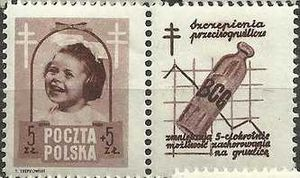 5
ZŁ
POCZTA
POLSKA
+5
ZŁ
Szczepienia
przeciwgruźlicze
BCG
zmniejszają 5-ciokrotnie
możliwość zachorowania
na gruźlicę